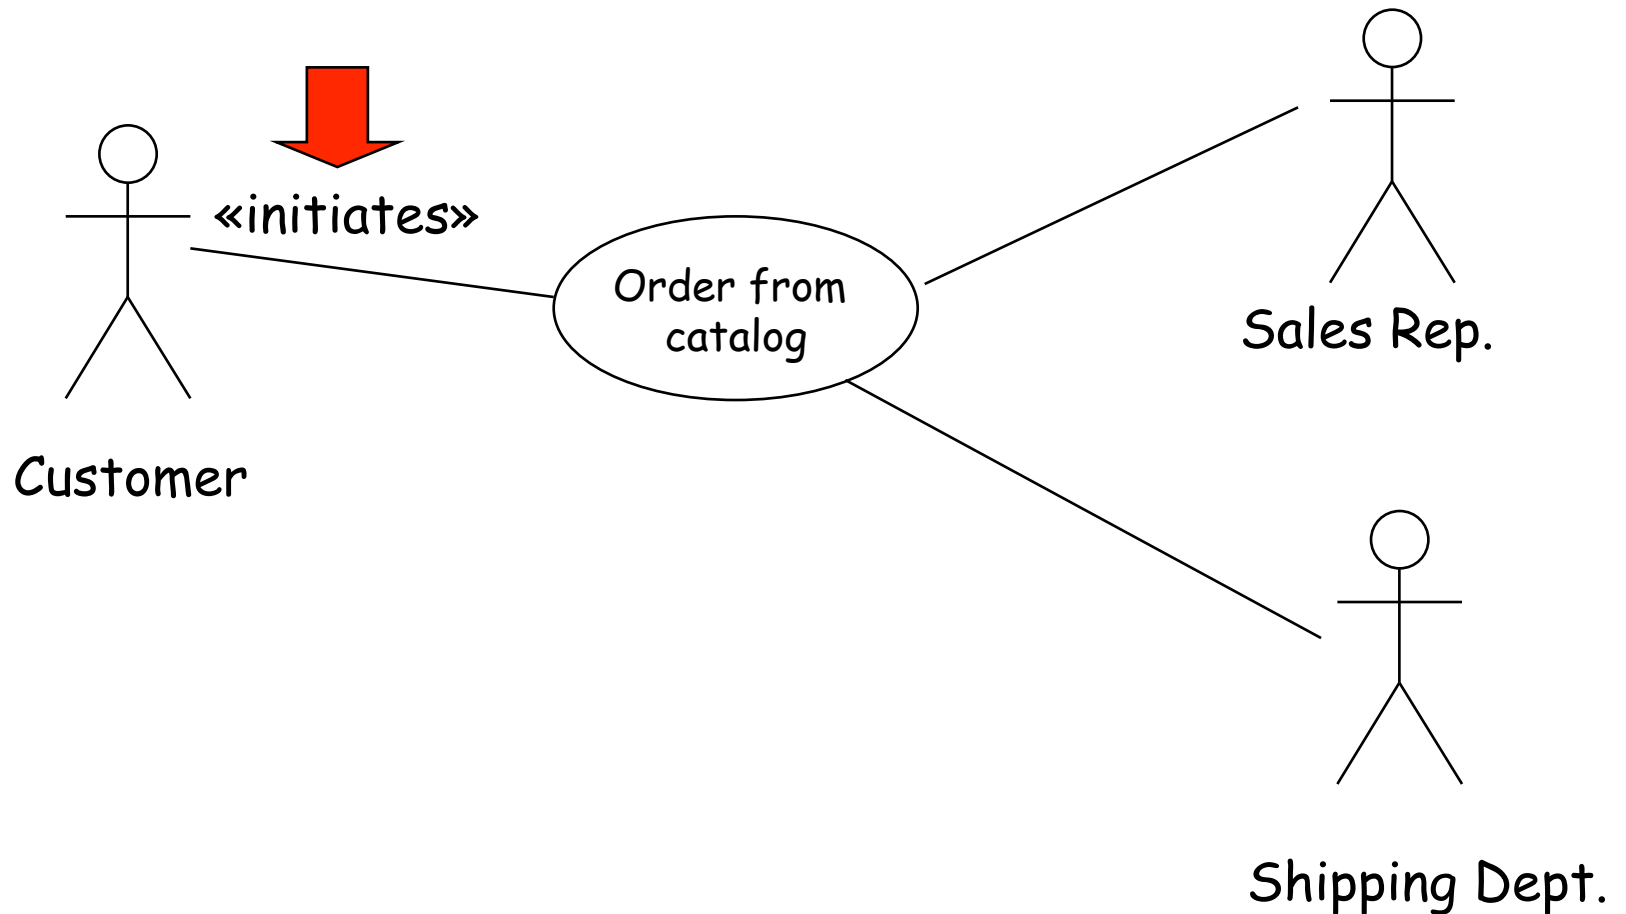 «initiates»
Order from
catalog
Sales Rep.
Customer
Shipping Dept.